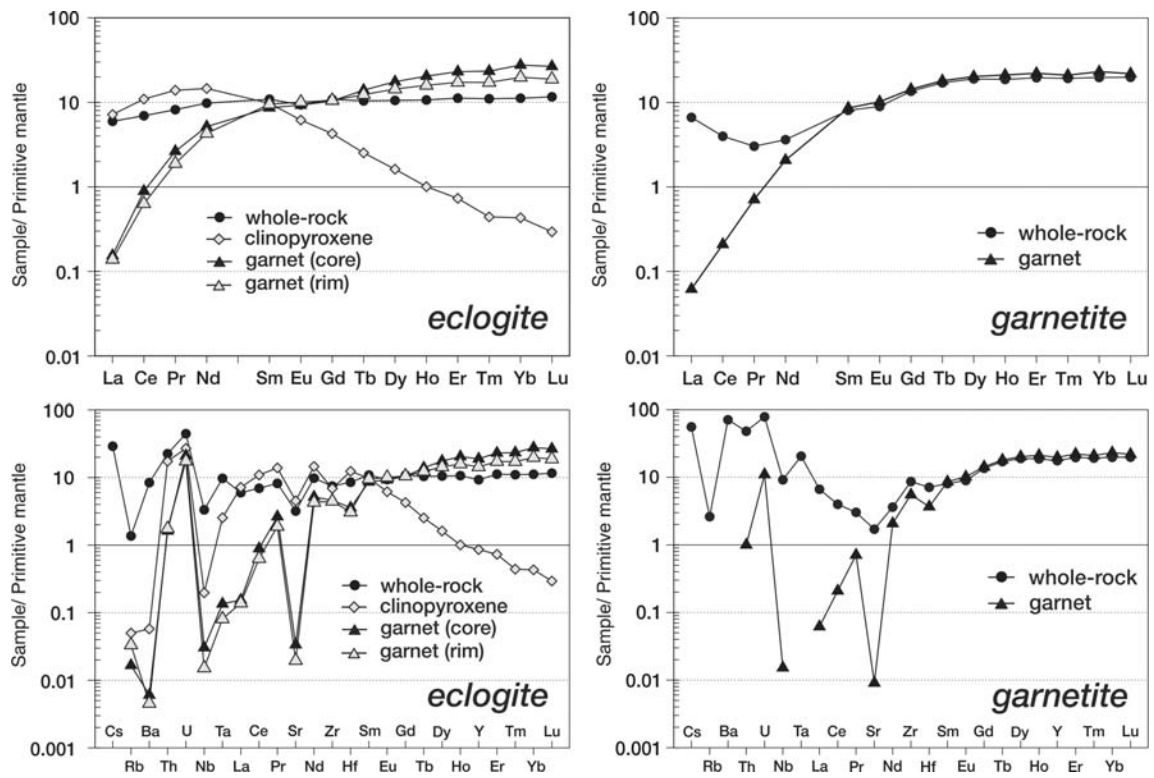 100
10
1
0.1
0.01
Sample/ Primitive mantle
whole-rock
clinopyroxene
garnet (core)
garnet (rim)
eclogite
La Ce Pr Nd Sm Eu Gd Tb Dy Ho Er Tm Yb Lu
100
10
1
0.1
0.01
Sample/ Primitive mantle
whole-rock
garnet
garnetite
La Ce Pr Nd Sm Eu Gd Tb Dy Ho Er Tm Yb Lu
100
10
1
0.1
0.01
0.001
Sample/ Primitive mantle
whole-rock
clinopyroxene
garnet (core)
garnet (rim)
eclogite
Cs Ba U Ta Ce Sr Zr Sm Gd Dy Y Tm Lu
Rb Th Nb La Pr Nd Hf Eu Tb Ho Er Yb
100
10
1
0.1
0.01
0.001
Sample/ Primitive mantle
whole-rock
garnet
garnetite
Cs Ba U Ta Ce Sr Zr Sm Gd Dy Y Tm Lu
Rb Th Nb La Pr Nd Hf Eu Tb Ho Er Yb